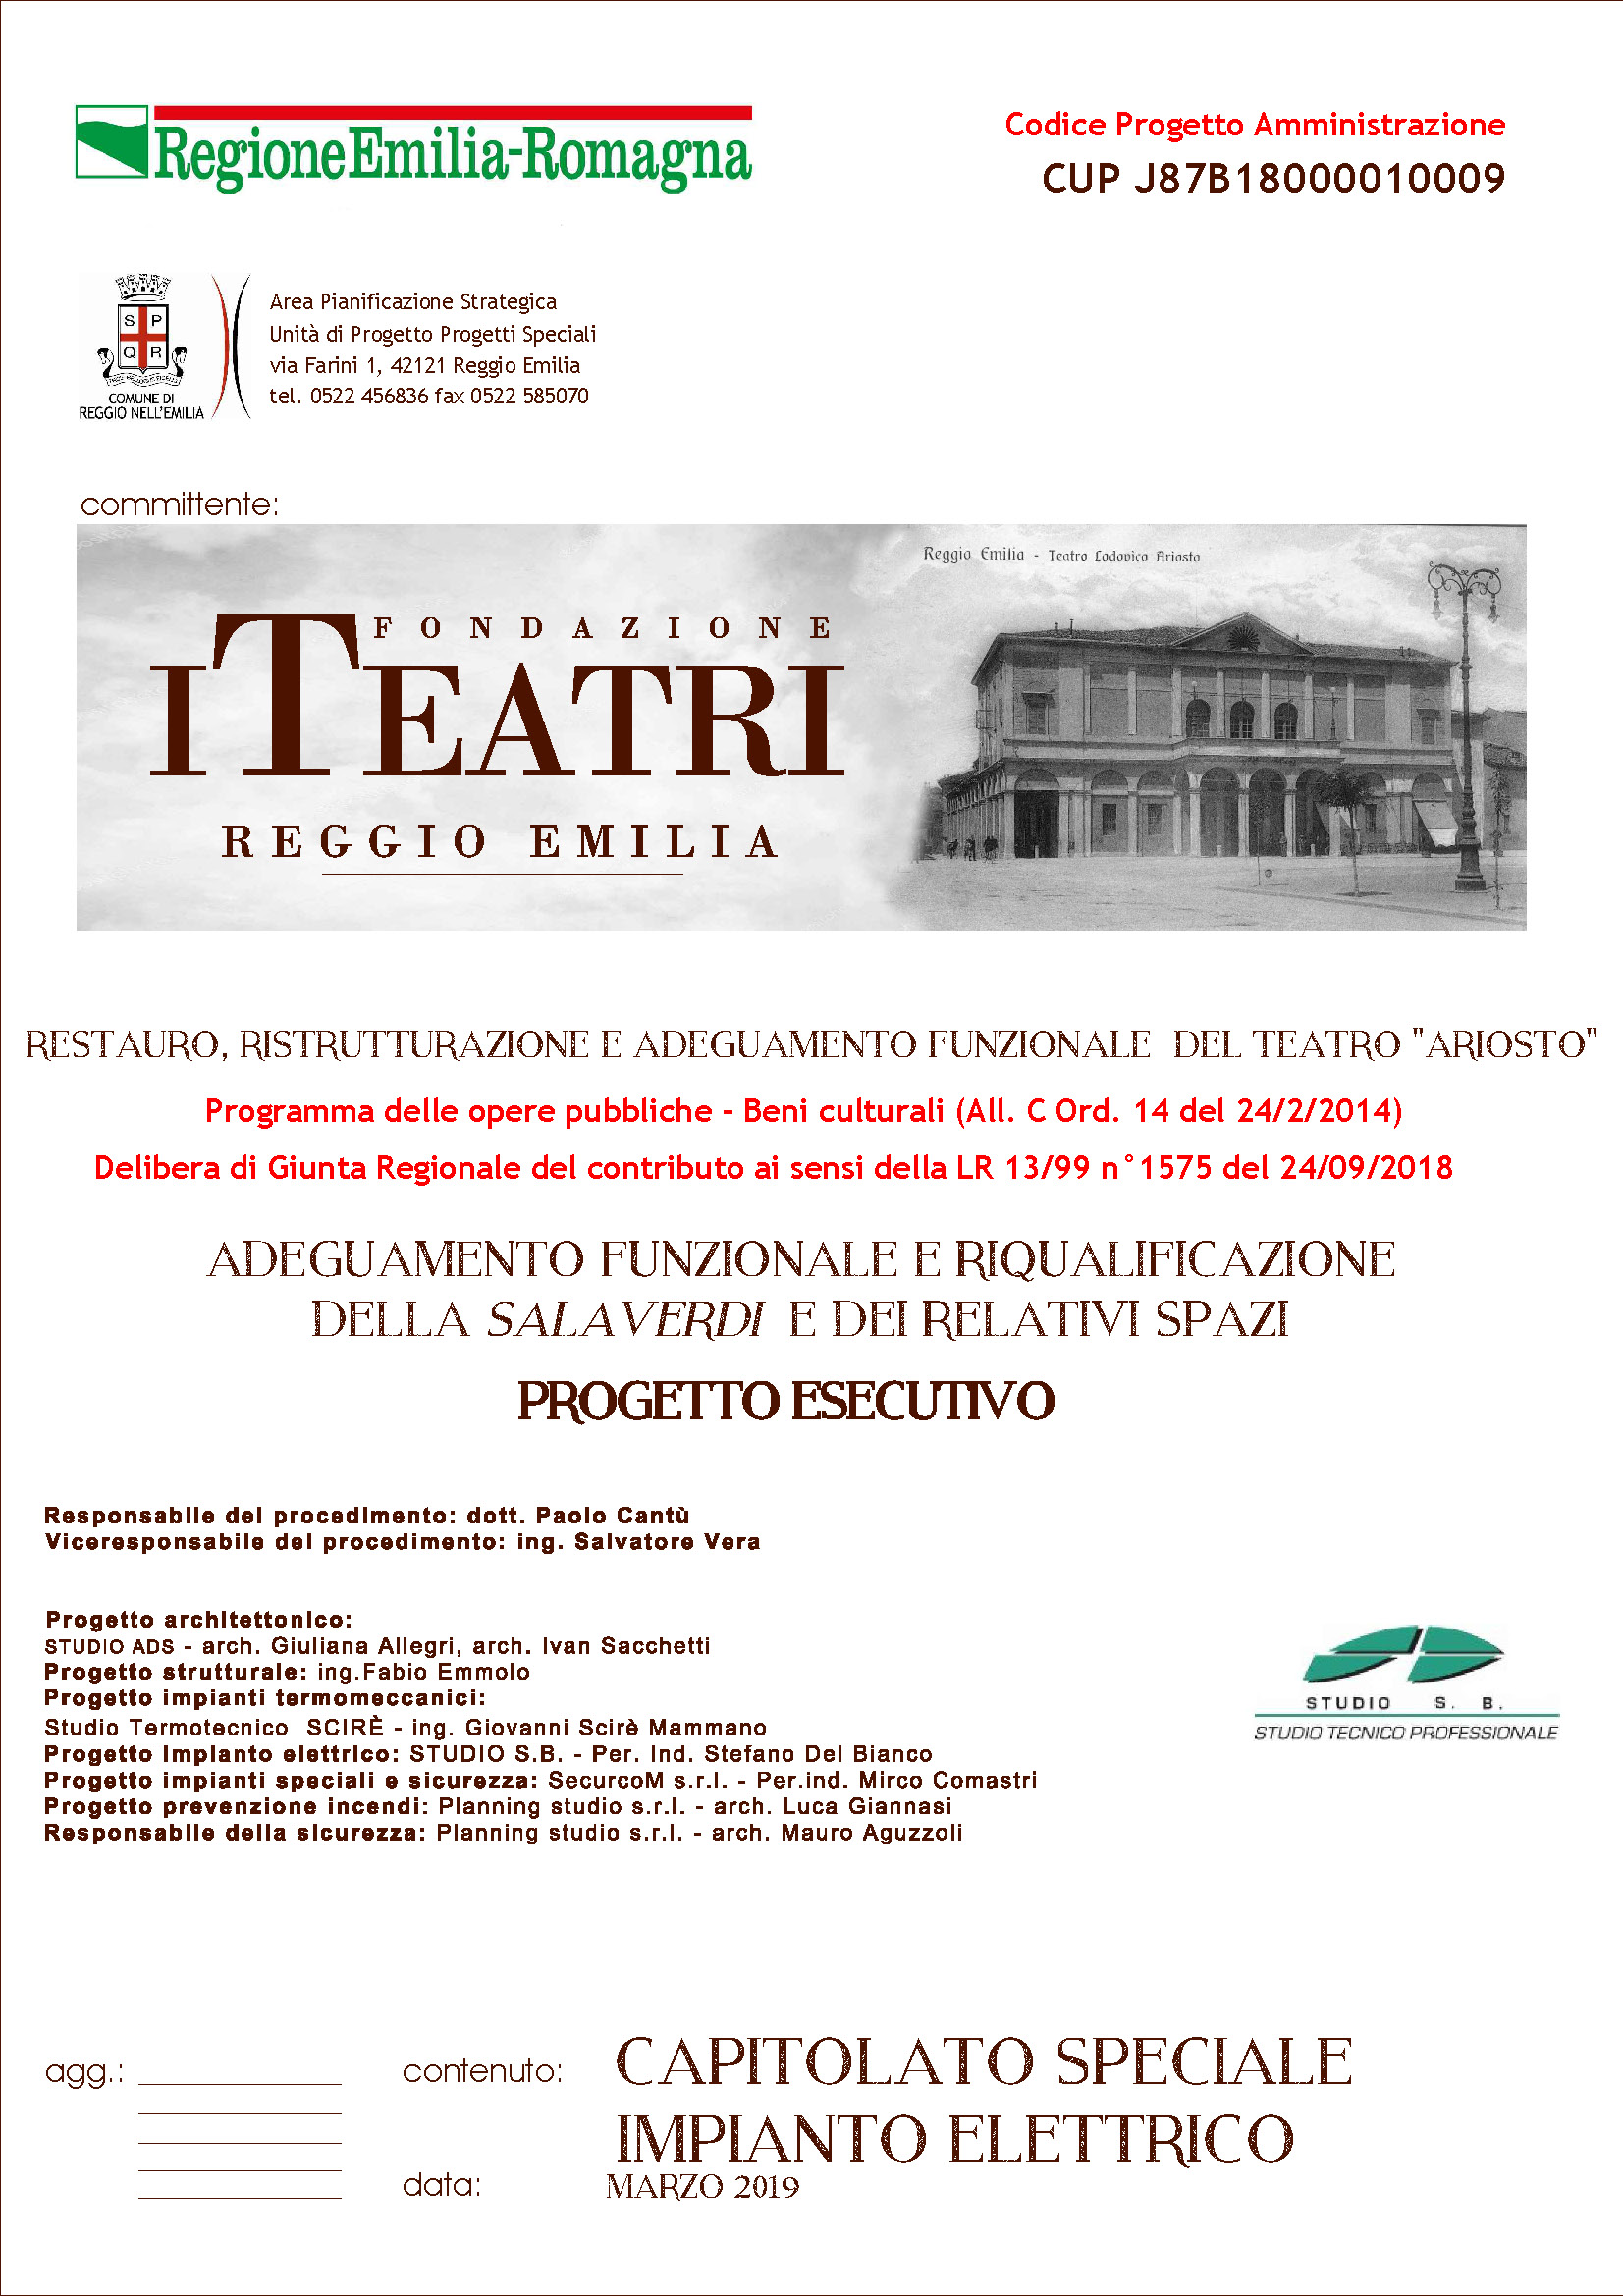 RegioneEmilia-Romagna
Codice Progetto Amministrazione
CUP J87B18000010009
S P
Q R
COMUNE DI
REGGIO NELL'EMILIA
Area Pianificazione Strategica
Unità di Progetto Progetti Speciali
via Farini 1, 42121 Reggio Emilia
tel. 0522 456836 fax 0522 585070
committente:
Reggio Emilia - Teatro Lodovico Ariosto
FONDAZIONE
I TEATRI
REGGIO EMILIA
RESTAURO, RISTRUTTURAZIONE E ADEGUAMENTO FUNZIONALE DEL TEATRO "ARIOSTO"
Programma delle opere pubbliche - Beni culturali (All. C Ord. 14 del 24/2/2014)
Delibera di Giunta Regionale del contributo ai sensi della LR 13/99 n°1575 del 24/09/2018
ADEGUAMENTO FUNZIONALE E RIQUALIFICAZIONE
DELLA SALA VERDI E DEI RELATIVI SPAZI
PROGETTO ESECUTIVO
Responsabile del procedimento: dott. Paolo Cantù
Viceresponsabile del procedimento: ing. Salvatore Vera
Progetto architettonico:
STUDIO ADS - arch. Giuliana Allegri, arch. Ivan Sacchetti
Progetto strutturale: ing.Fabio Emmolo
Progetto impianti termomeccanici:
Studio Termotecnico SCIRÈ - ing. Giovanni Scirè Mammano
Progetto impianto elettrico: STUDIO S.B. - Per. Ind. Stefano Del Bianco
Progetto impianti speciali e sicurezza: SecurcoM s.r.l. - Per.ind. Mirco Comastri
Progetto prevenzione incendi: Planning studio s.r.l. - arch. Luca Giannasi
Responsabile della sicurezza: Planning studio s.r.l. - arch. Mauro Aguzzoli
STUDIO S. B.
STUDIO TECNICO PROFESSIONALE
agg.:
contenuto:
CAPITOLATO SPECIALE
IMPIANTO ELETTRICO
data:
MARZO 2019